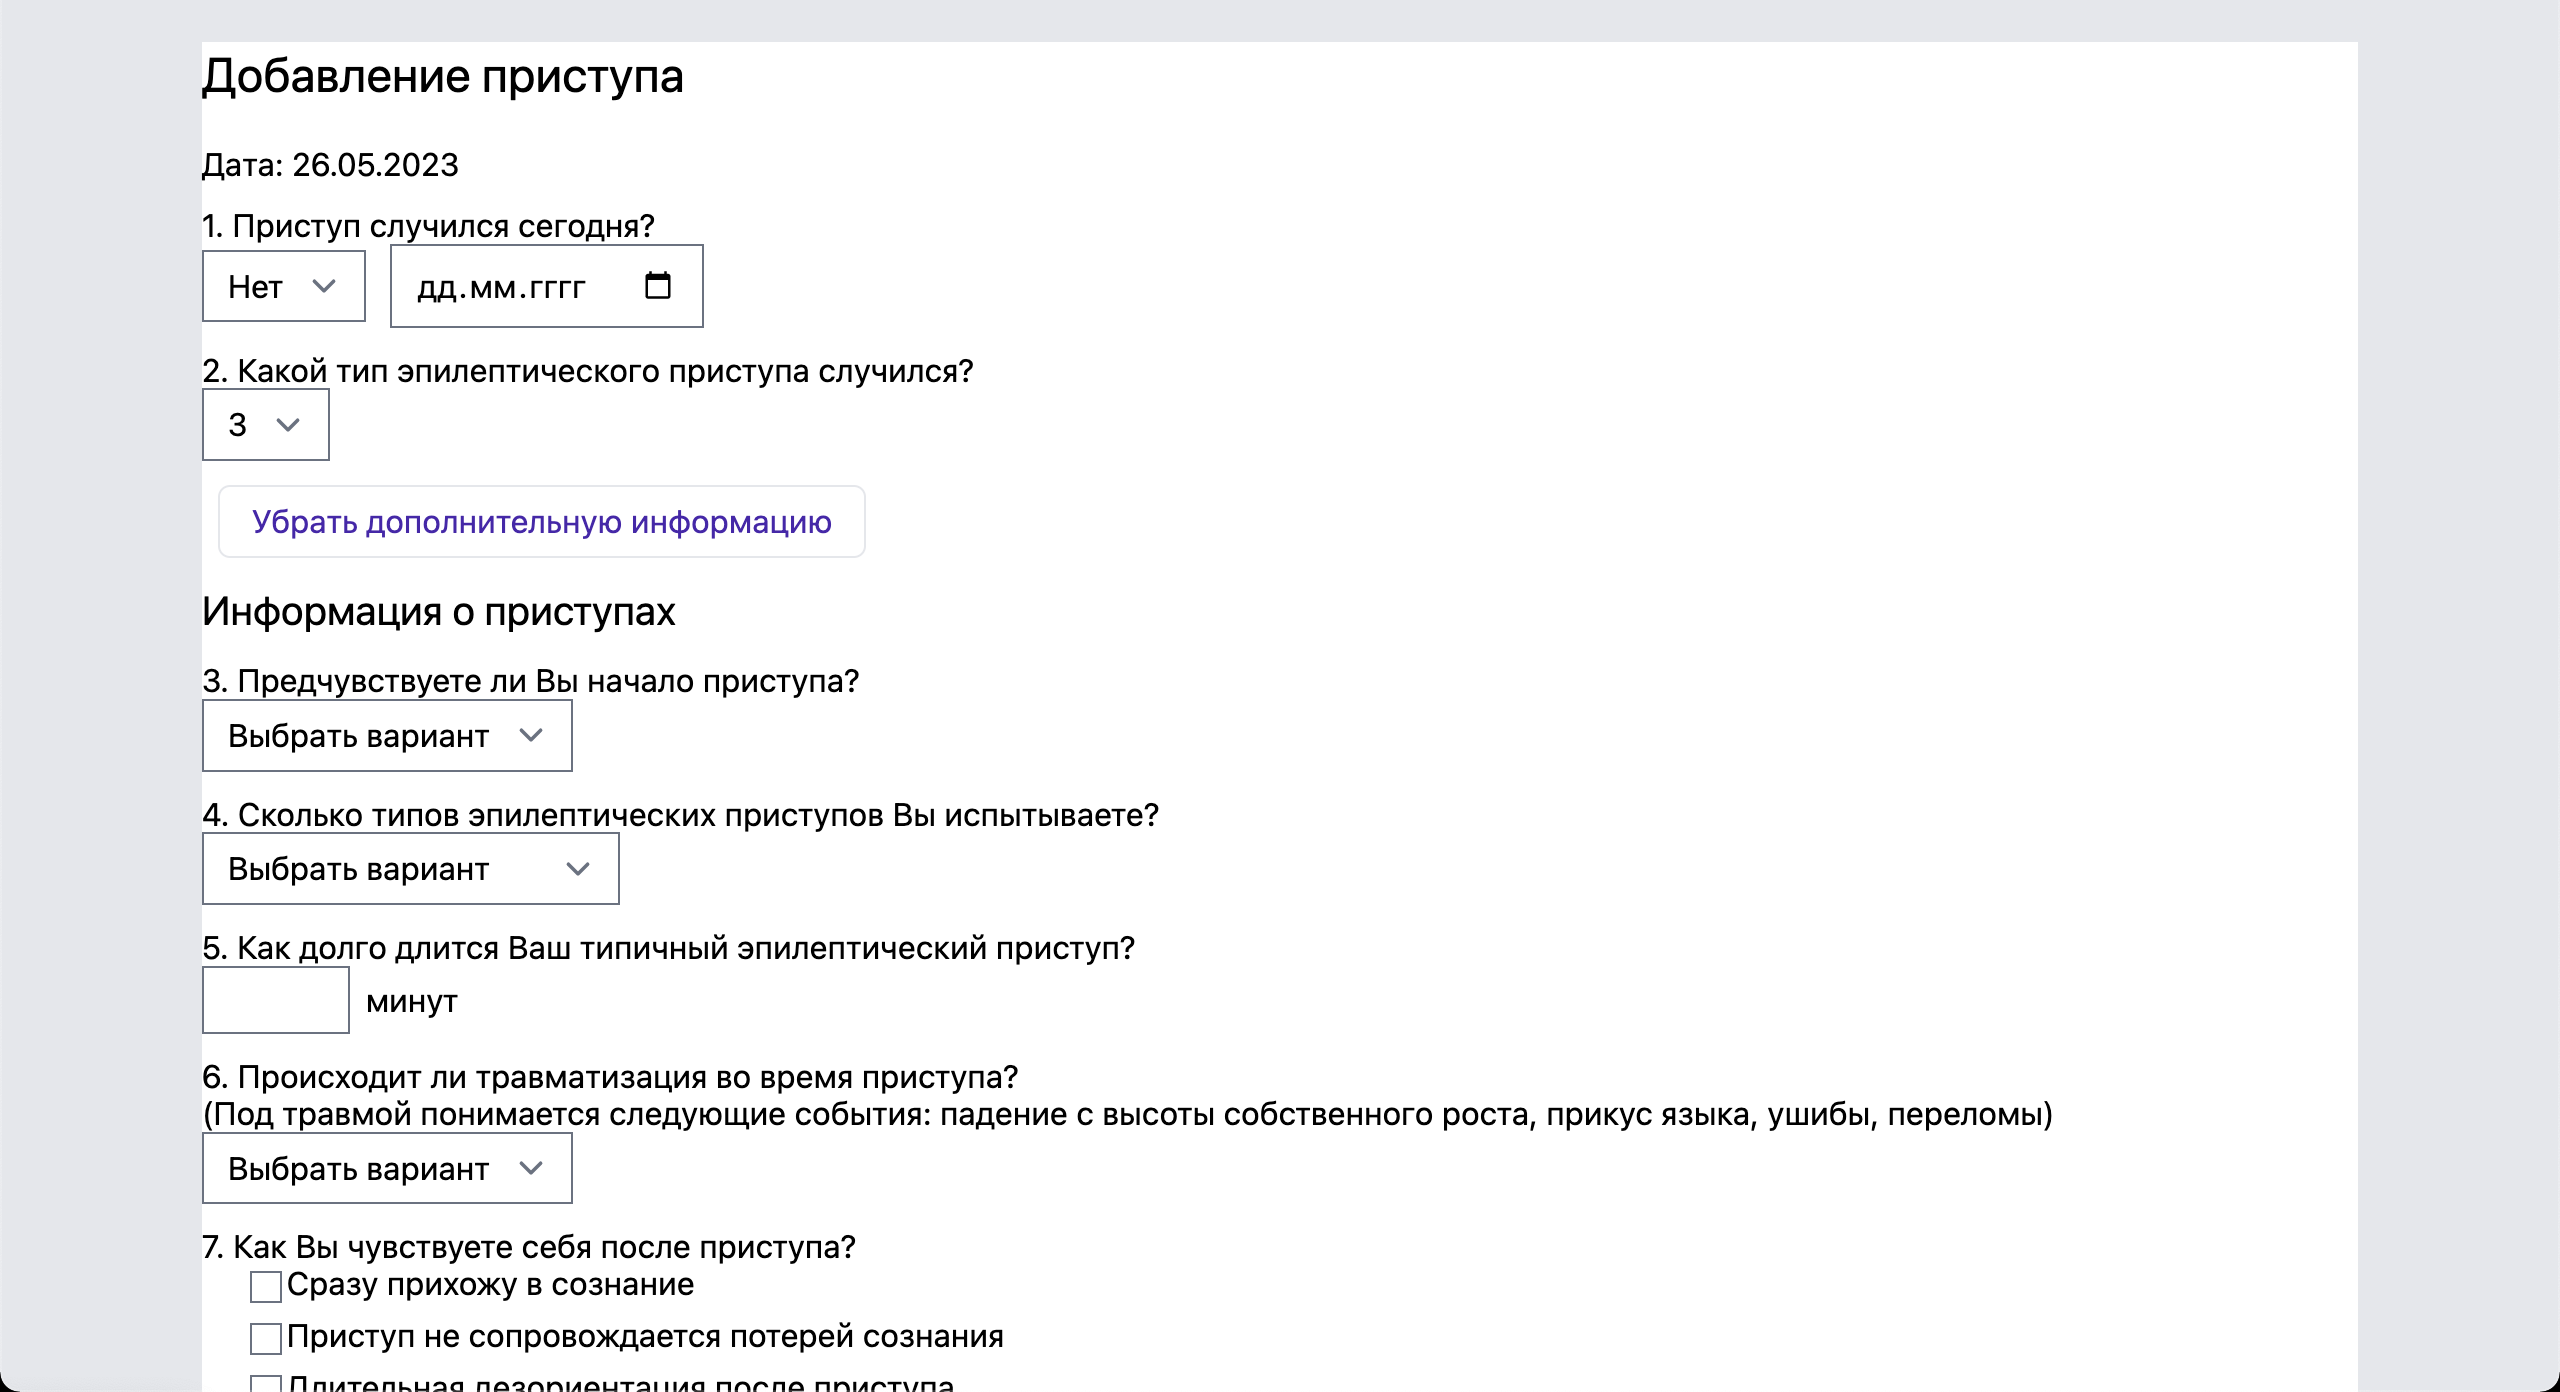 Добавление приступа
Дата: 26.05.2023
1. Приступ случился сегодня?
Нет дд.мм.гггг
2. Какой тип эпилептического приступа случился?
3
Убрать дополнительную информацию
Информация о приступах
3. Предчувствуете ли Вы начало приступа?
Выбрать вариант
4. Сколько типов эпилептических приступов Вы испытываете?
Выбрать вариант
5. Как долго длится Ваш типичный эпилептический приступ?
минут
6. Происходит ли травматизация во время приступа?
(Под травмой понимается следующие события: падение с высоты собственного роста, прикус языка, ушибы, переломы)
Выбрать вариант
7. Как Вы чувствуете себя после приступа?
Сразу прихожу в сознание
Приступ не сопровождается потерей сознания
Длительная дезориентация после приступа